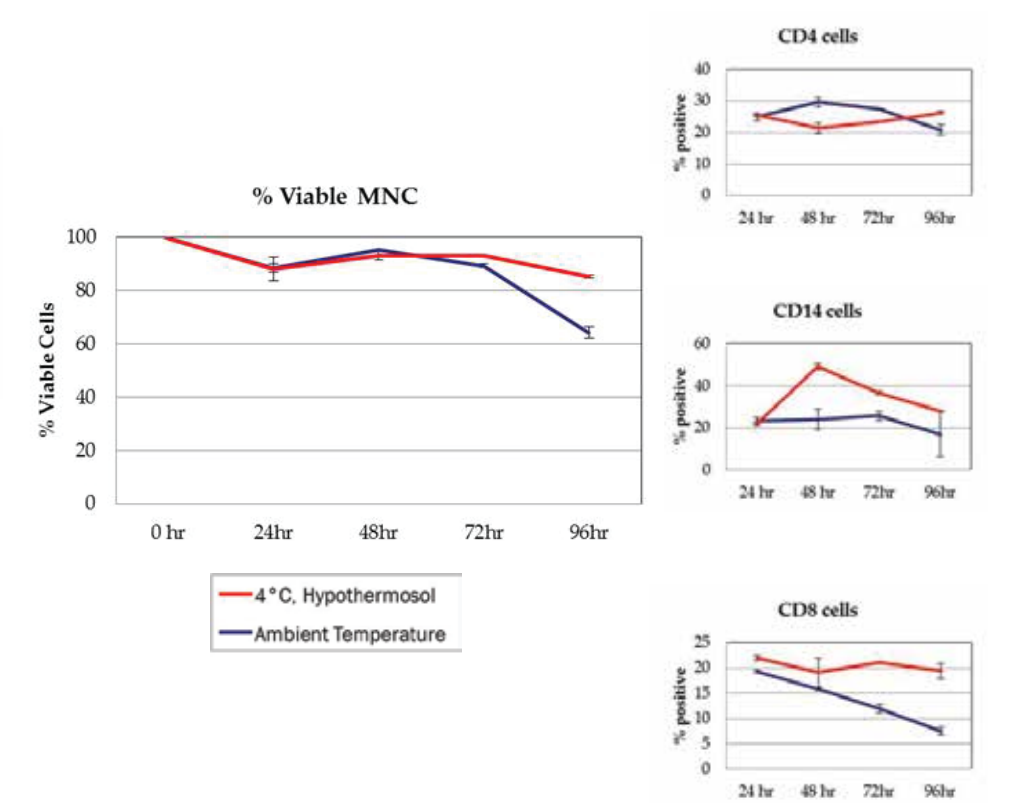 % Viable MNC
% Viable Cells
100
80
60
40
20
0
0 hr 24hr 48hr 72hr 96hr
4°C, Hypothermosol
Ambient Temperature
CD4 cells
% positive
40
30
20
10
0
24 hr 48 hr 72hr 96hr
CD14 cells
% positive
60
40
20
0
24 hr 48 hr 72hr 96hr
CD8 cells
% positive
25
20
15
10
5
0
24 hr 48 hr 72hr 96hr